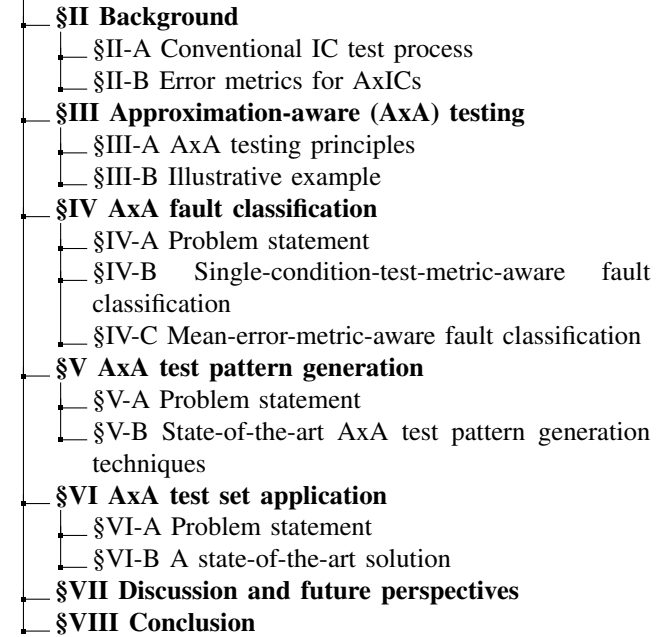 §II Background
§II-A Conventional IC test process
§II-B Error metrics for AxICs
§III Approximation-aware (AxA) testing
§III-A AxA testing principles
§III-B Illustrative example
§IV AxA fault classification
§IV-A Problem statement
§IV-B Single-condition-test-metric-aware fault
classification
§IV-C Mean-error-metric-aware fault classification
§V AxA test pattern generation
§V-A Problem statement
§V-B State-of-the-art AxA test pattern generation
techniques
§VI AxA test set application
§VI-A Problem statement
§VI-B A state-of-the-art solution
§VII Discussion and future perspectives
§VIII Conclusion